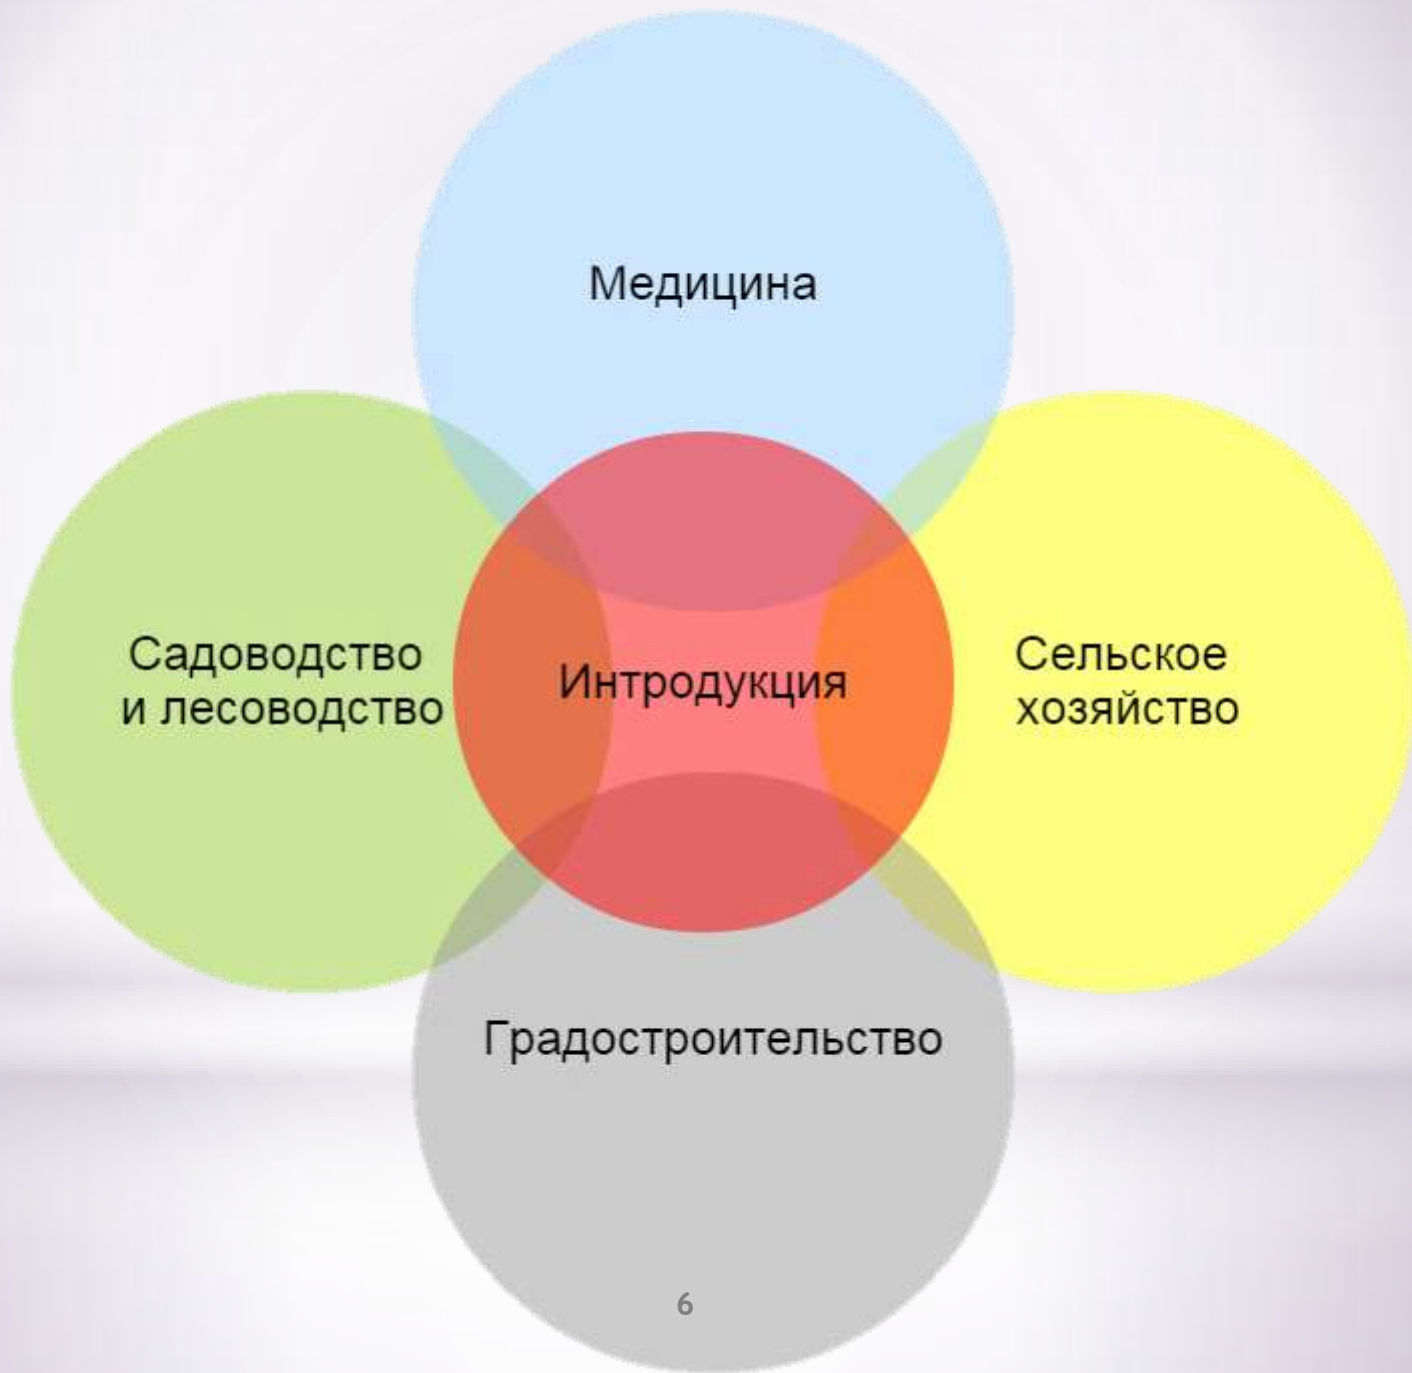 Медицина
Садоводство
и лесоводство
Интродукция
Сельское
хозяйство
Градостроительство
6